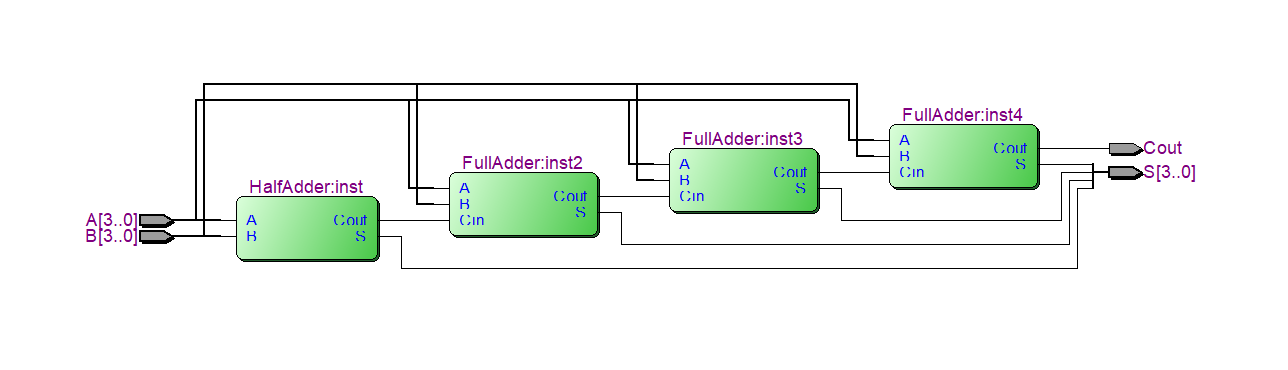 FullAdder:inst4
A
B
Cin
Cout
S
Cout
S[3..0]
FullAdder:inst3
A
B
Cin
Cout
S
FullAdder:inst2
A
B
Cin
Cout
S
HalfAdder:inst
A
B
Cout
S
A[3..0]
B[3..0]